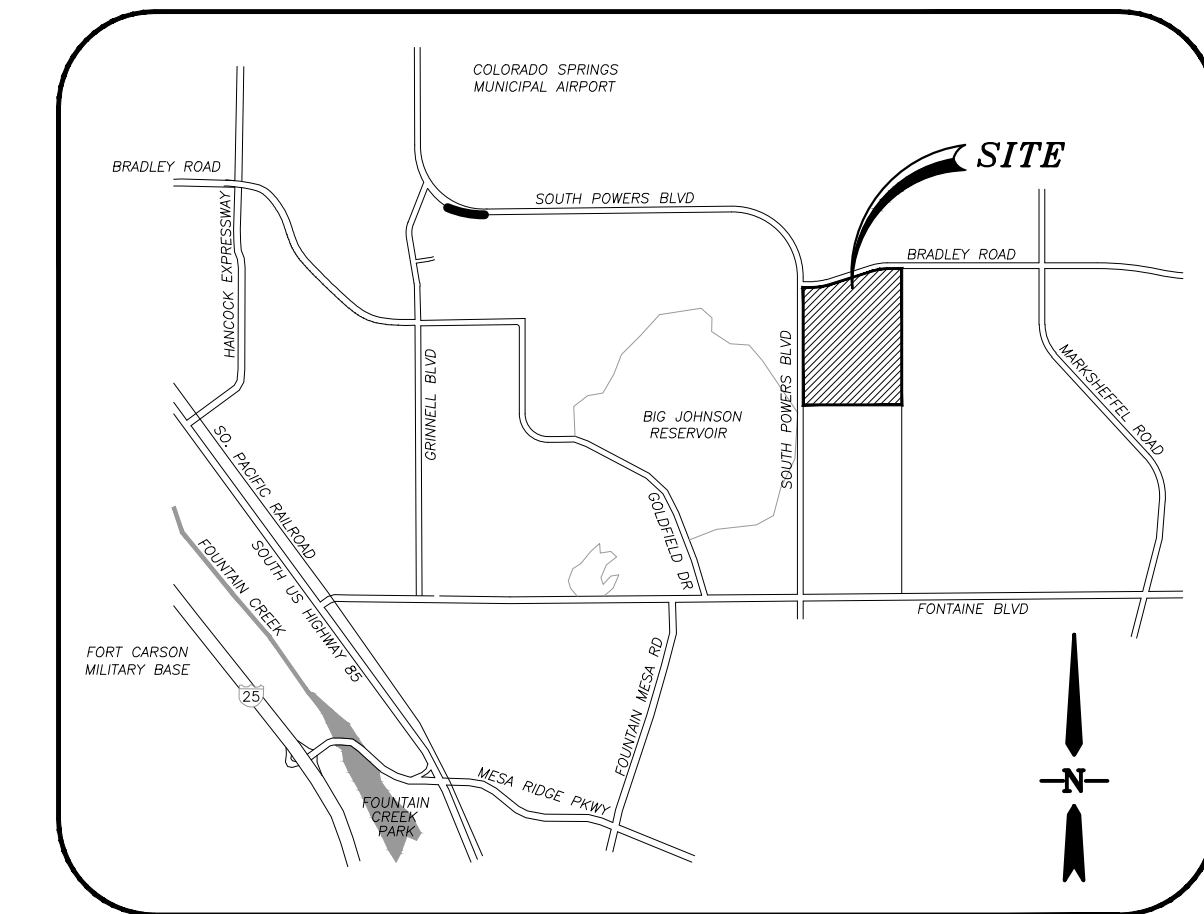 COLORADO SPRINGS
MUNICIPAL AIRPORT
SITE
BRADLEY ROAD
SOUTH POWERS BLVD
HANCOCK EXPRESSWAY
BRADLEY ROAD
GRINNELL BLVD
SOUTH POWERS BLVD
MARKSHEFFEL ROAD
BIG JOHNSON
RESERVOIR
SO. PACIFIC RAILROAD
GOLDFIELD DR
FOUNTAIN CREEK
SOUTH US HIGHWAY 85
FONTAINE BLVD
FORT CARSON
MILITARY BASE
25
FOUNTAIN MESA RD
MESA RIDGE PKWY
N
FOUNTAIN
CREEK
PARK